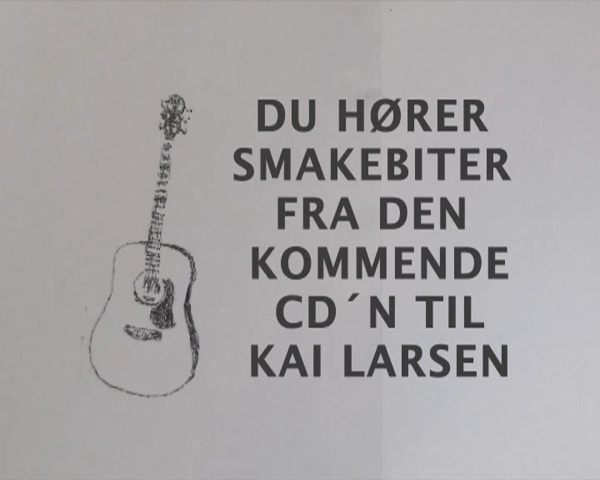 DU HØRER
SMAKEBITER
FRA DEN
KOMMENDE
CD´N TIL
KAI LARSEN